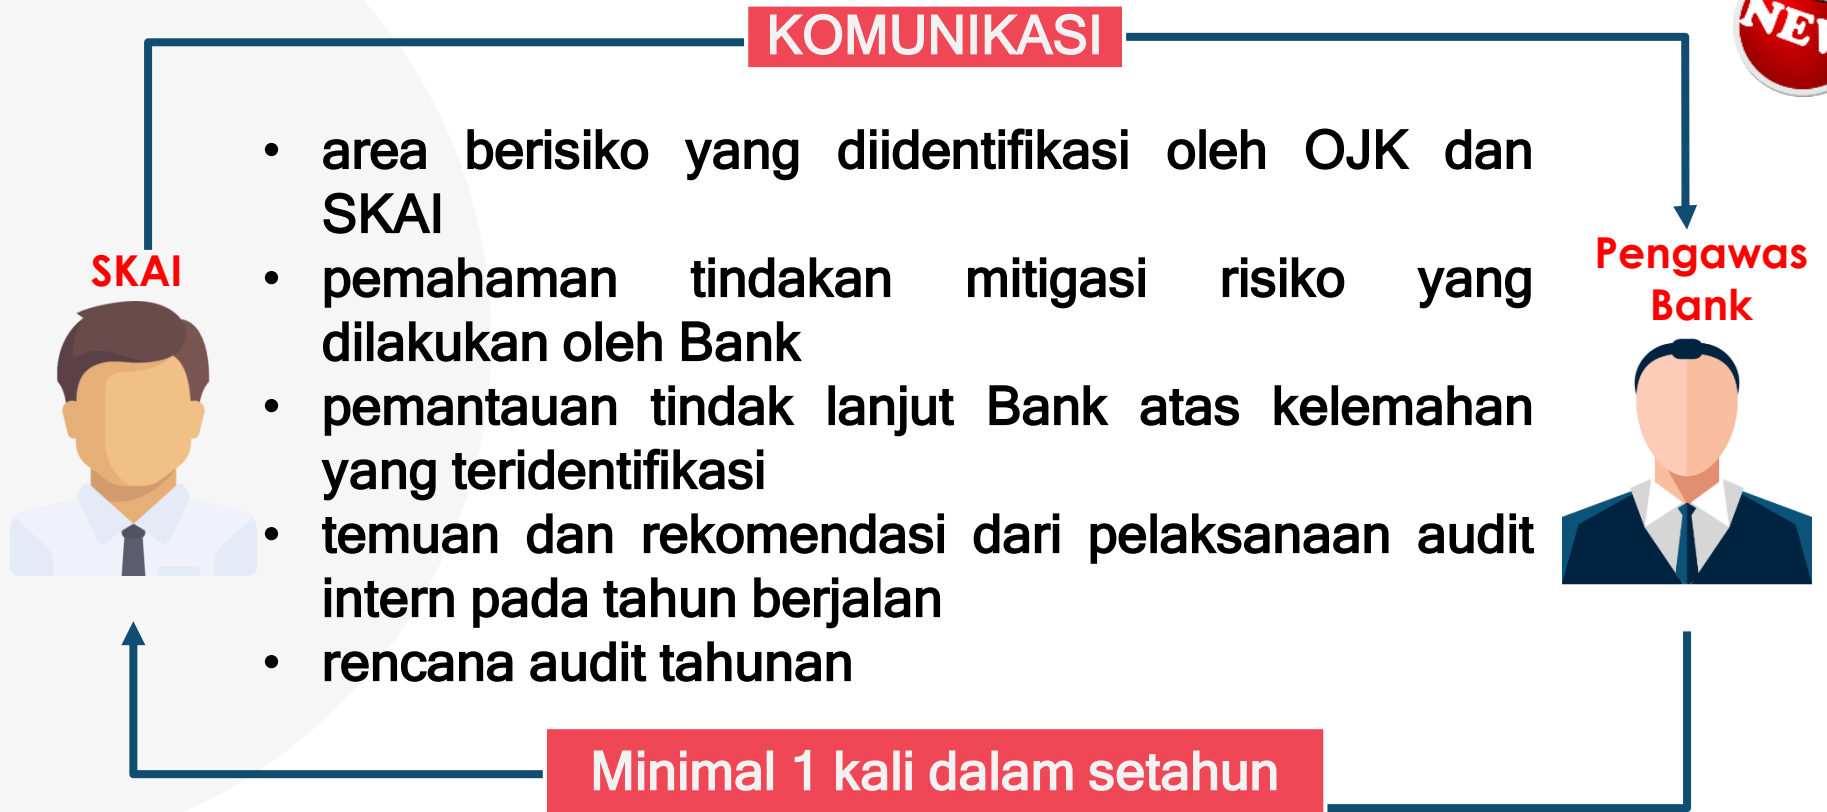 KOMUNIKASI
• area berisiko yang diidentifikasi oleh OJK dan
SKAI
• pemahaman tindakan mitigasi risiko yang
dilakukan oleh Bank
• pemantauan tindak lanjut Bank atas kelemahan
yang teridentifikasi
• temuan dan rekomendasi dari pelaksanaan audit
intern pada tahun berjalan
• rencana audit tahunan
SKAI
Pengawas
Bank
Minimal 1 kali dalam setahun